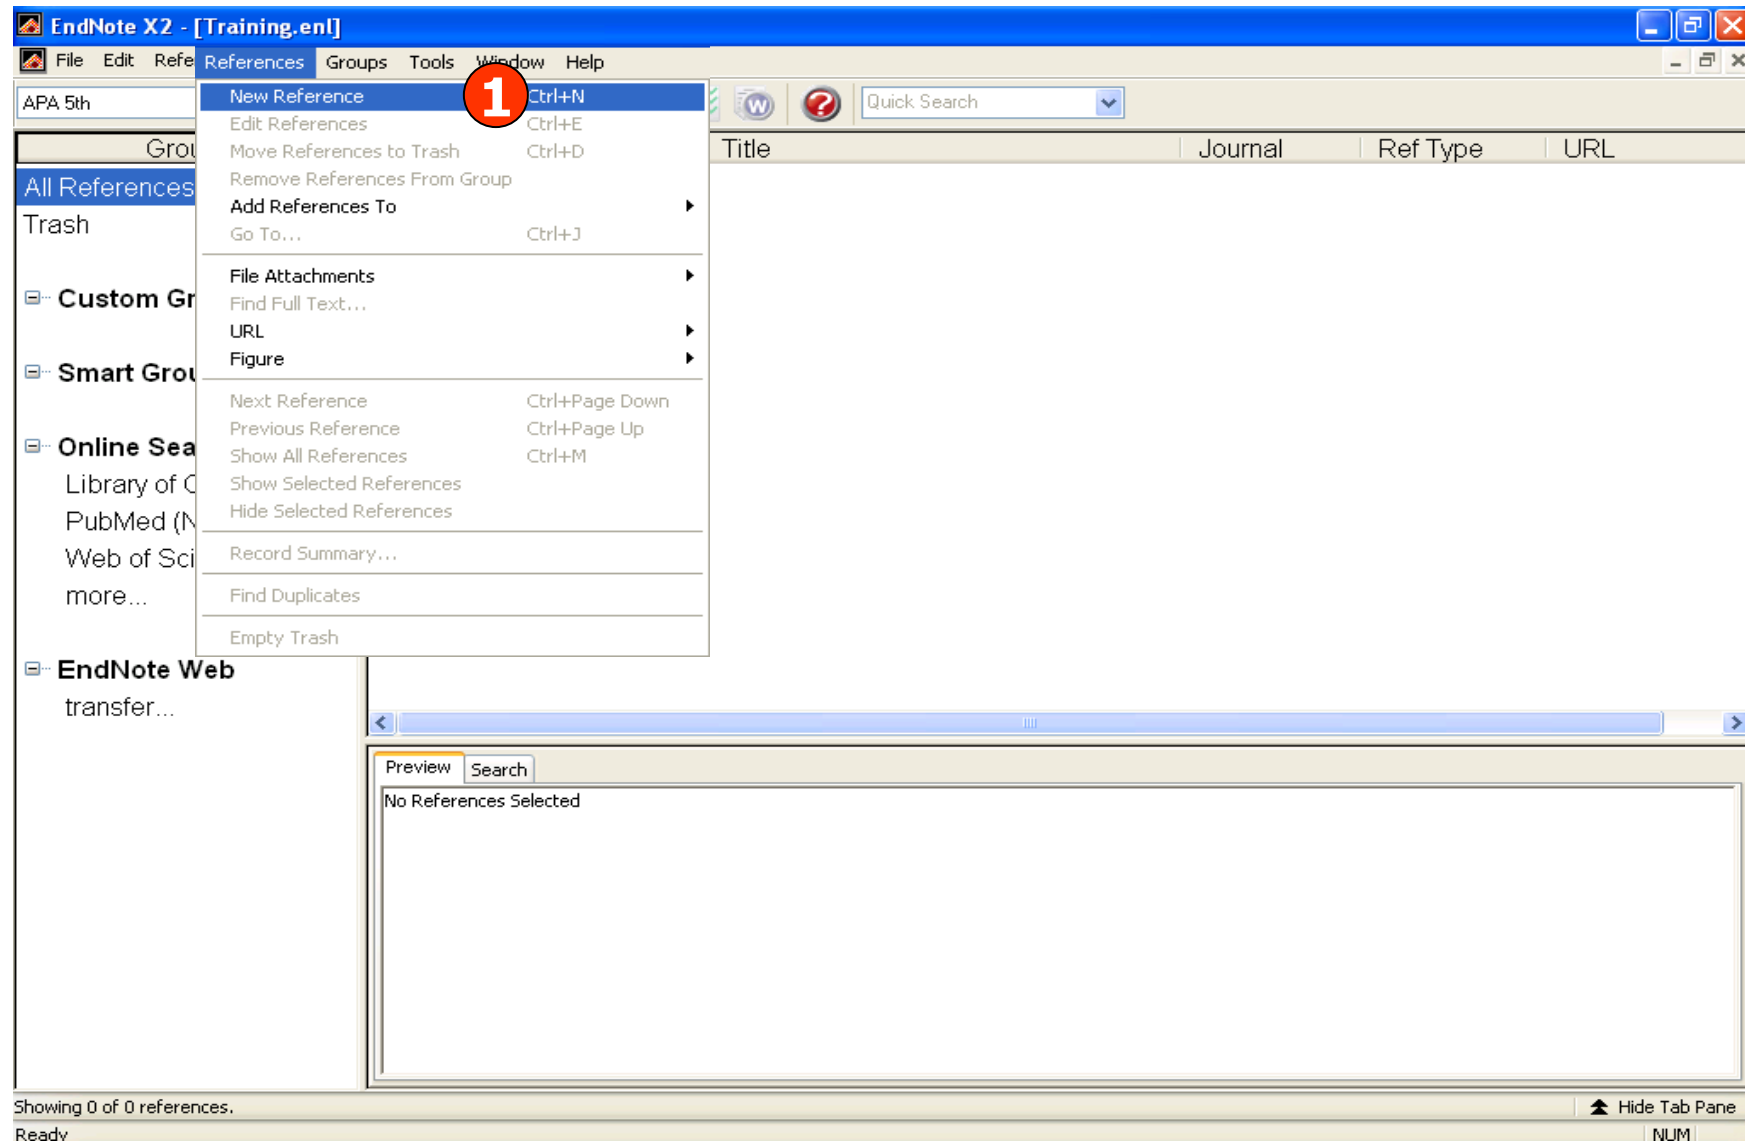 EndNote X2 - [Training.enl]
File Edit Refe References Groups Tools Window Help
APA 5th
Quick Search
1
New Reference Ctrl+N
Edit References Ctrl+E
Move References to Trash Ctrl+D
Remove References From Group
Add References To
Go To... Ctrl+J
File Attachments
Find Full Text...
URL
Figure
Next Reference Ctrl+Page Down
Previous Reference Ctrl+Page Up
Show All References Ctrl+M
Show Selected References
Hide Selected References
Record Summary...
Find Duplicates
Empty Trash
Grou
Title Journal Ref Type URL
All References
Trash
Custom Gr
Smart Grou
Online Sea
Library of C
PubMed (N
Web of Sci
more...
EndNote Web
transfer...
Preview Search
No References Selected
Showing 0 of 0 references.
Hide Tab Pane
Ready
NUM